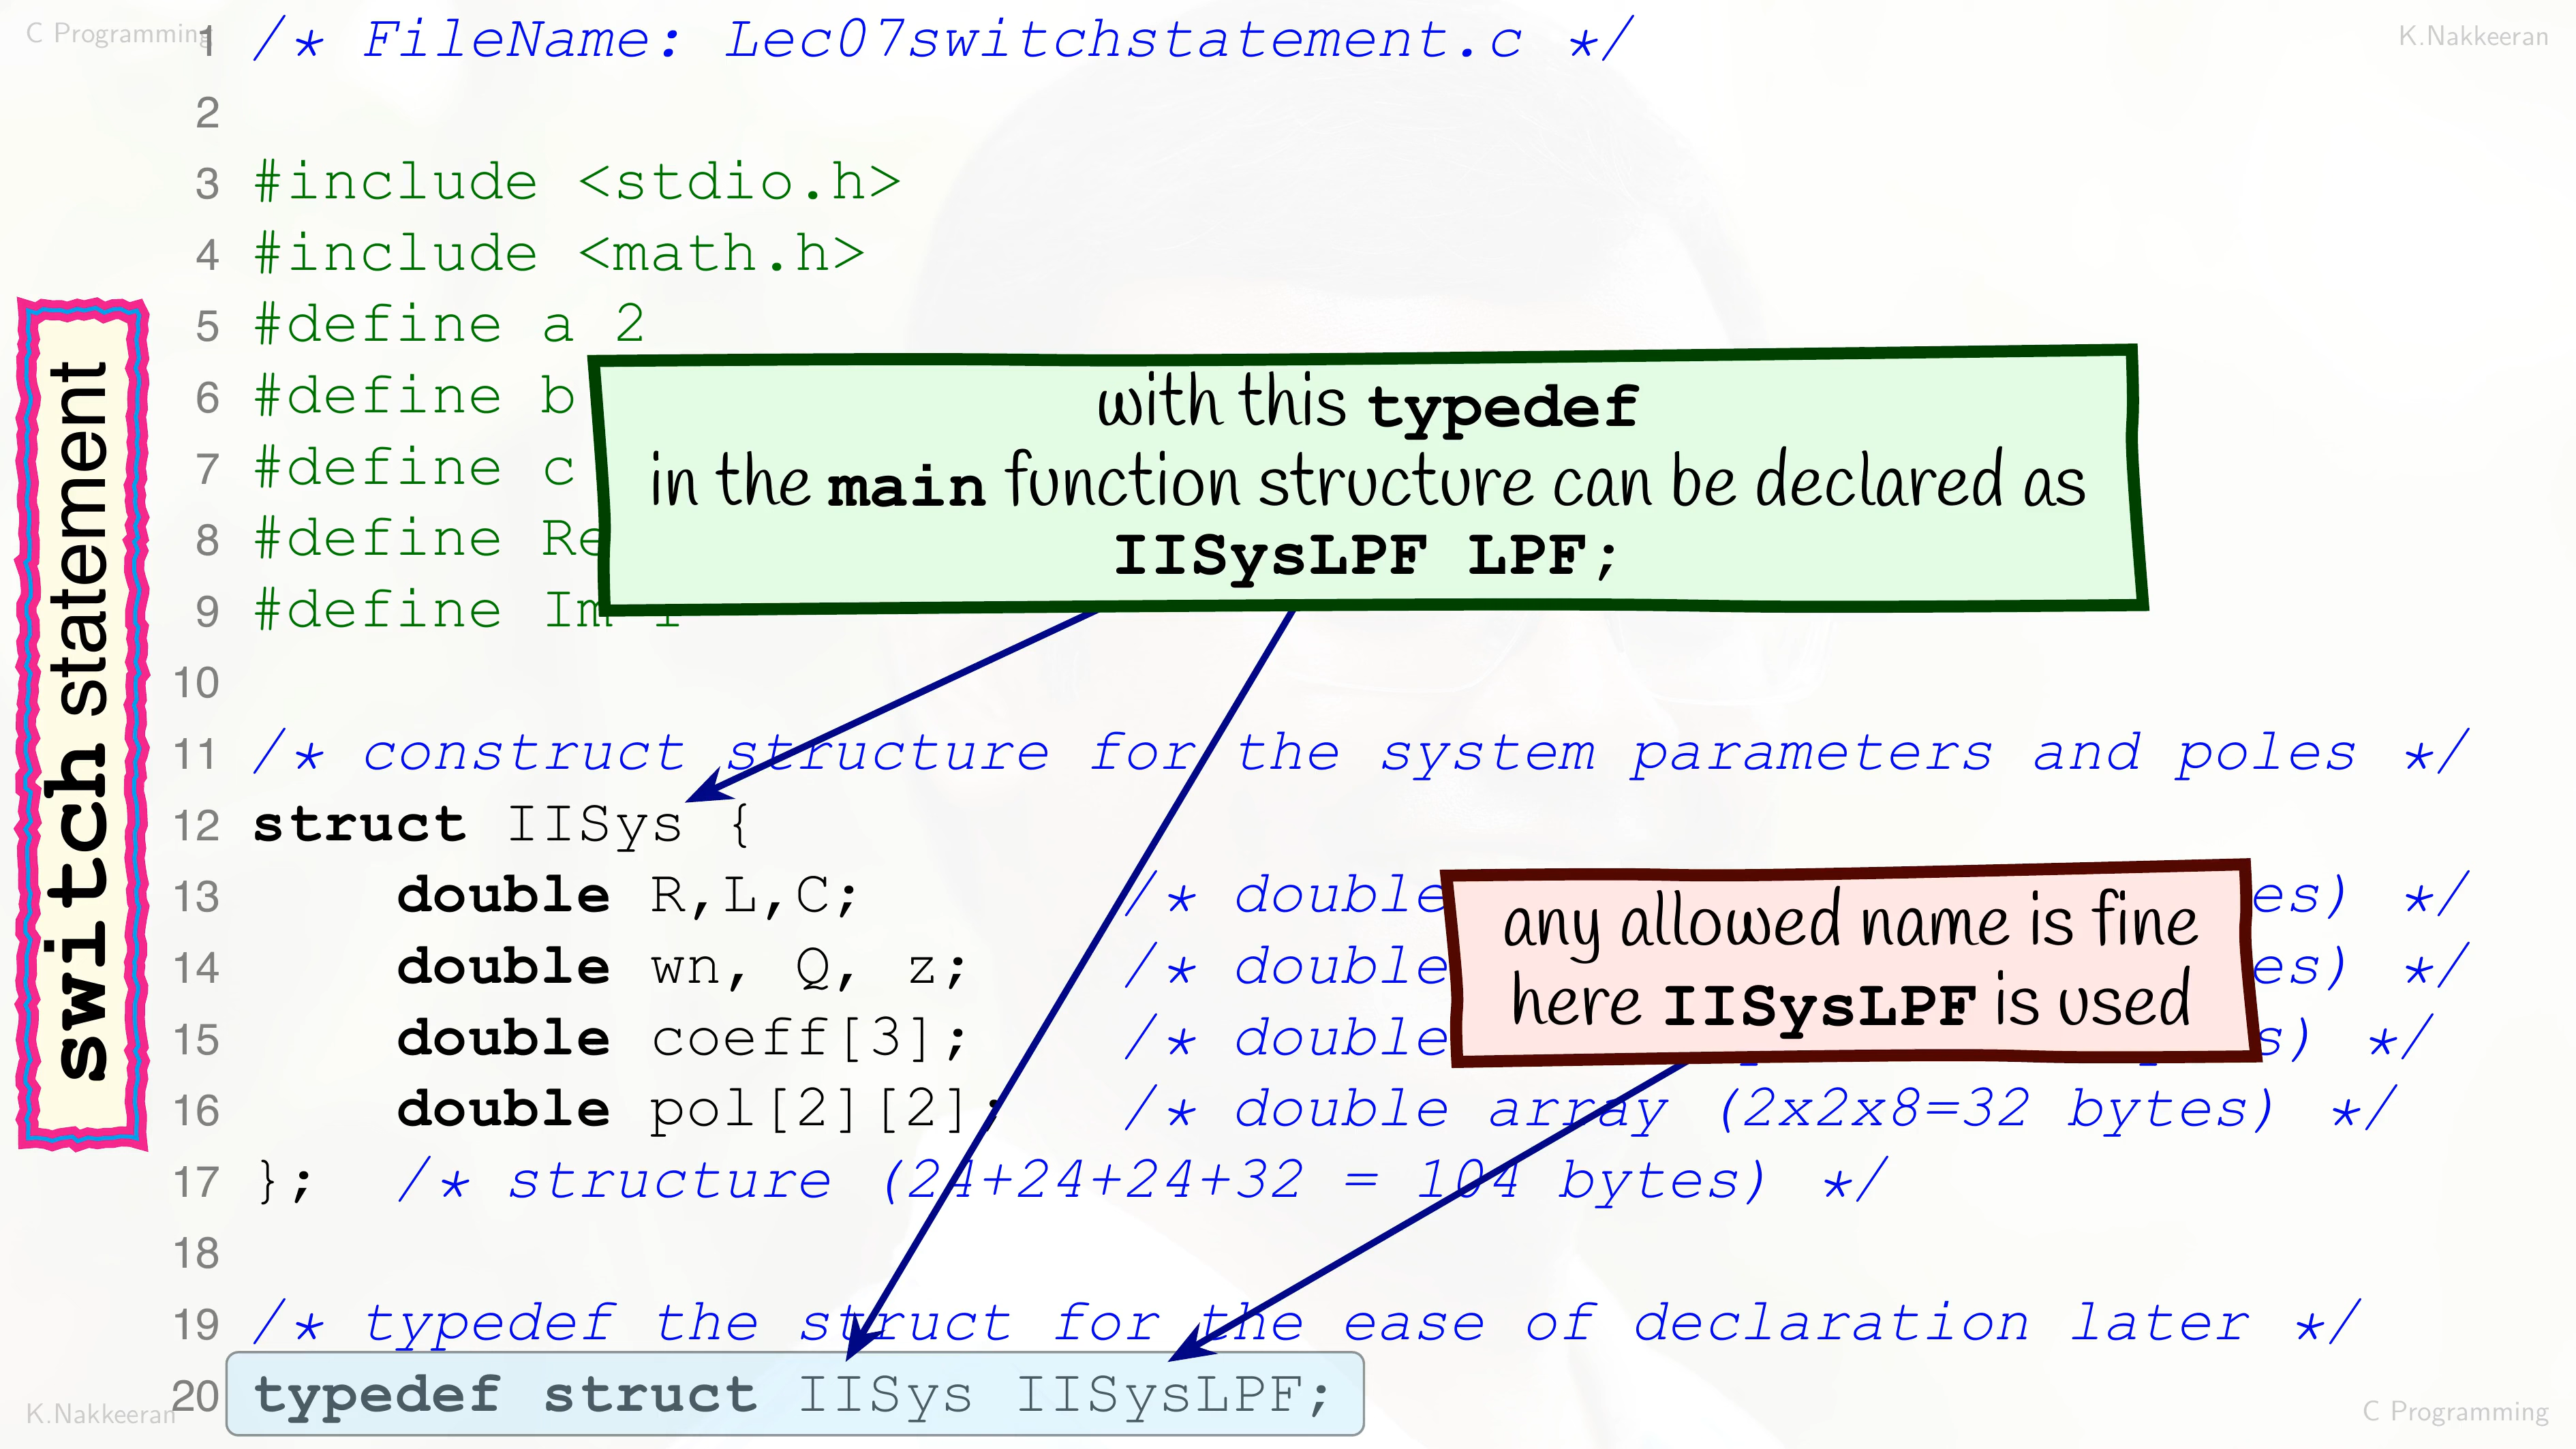 C Programming
K.Nakkeeran
switch statement
1 /* FileName: Lec07switchstatement.c */
2
3 #include <stdio.h>
4 #include <math.h>
5 #define a 2
6 #define b
7 #define c
8 #define Re
9 #define Im
with this typedef
in the main function structure can be declared as
IISysLPF LPF;
10
11 /* construct structure for the system parameters and poles */
12 struct IISys {
13 double R,L,C; /* double es) */
14 double wn, Q, z; /* double es) */
15 double coeff[3]; /* double s) */
any allowed name is fine
here IISysLPF is used
16 double pol[2][2]; /* double array (2x2x8=32 bytes) */
17 }; /* structure (24+24+24+32 = 104 bytes) */
18
19 /* typedef the struct for the ease of declaration later */
20 typedef struct IISys IISysLPF;
K.Nakkeeran
C Programming